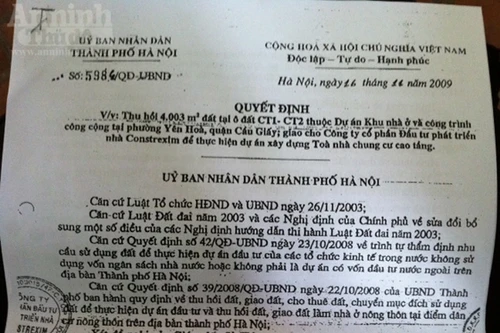 An ninh
Thủ đô
www.anninhthudo.vn
ỦY BAN NHÂN DÂN
THÀNH PHỐ HÀ NỘI
CỘNG HOÀ XÃ HỘI CHỦ NGHĨA VIỆT NAM
Độc lập - Tự do - Hạnh phúc
Số: 5986/QĐ-UBND
Hà Nội, ngày 16 tháng 11 năm 2009
QUYẾT ĐỊNH
V/v: Thu hồi 4.003 m² đất tại ô đất CT1- CT2 thuộc Dự án Khu nhà ở và công trình
công cộng tại phường Yên Hoà, quận Cầu Giấy; giao cho Công ty cổ phần Đầu tư phát triển
nhà Constrexim để thực hiện dự án xây dựng Toà nhà chung cư cao tầng.
UỶ BAN NHÂN DÂN THÀNH PHỐ HÀ NỘI
Căn cứ Luật Tổ chức HĐND và UBND ngày 26/11/2003;
Căn cứ Luật Đất đai năm 2003 và các Nghị định của Chính phủ về sửa đổi bổ
sung một số điều của các Nghị định hướng dẫn thi hành Luật Đất đai năm 2003;
Căn cứ Quyết định số 42/QĐ-UBND ngày 23/10/2008 về trình tự thẩm định nhu
cầu sử dụng đất để thực hiện dự án đầu tư của các tổ chức kinh tế trong nước không sử
dụng vốn ngân sách nhà nước hoặc không phải là dự án có vốn đầu tư nước ngoài trên
địa bàn Thành phố Hà Nội;
Căn cứ Quyết định số 39/2008/QĐ-UBND ngày 22/10/2008 của UBND Thành
phố ban hành quy định về thu hồi đất, giao đất, cho thuê đất, chuyển mục đích sử dụng
đất để thực hiện dự án đầu tư và thu hồi đất, giao đất làm nhà ở nông thôn tại điểm dân
cư nông thôn trên địa bàn thành phố Hà Nội;